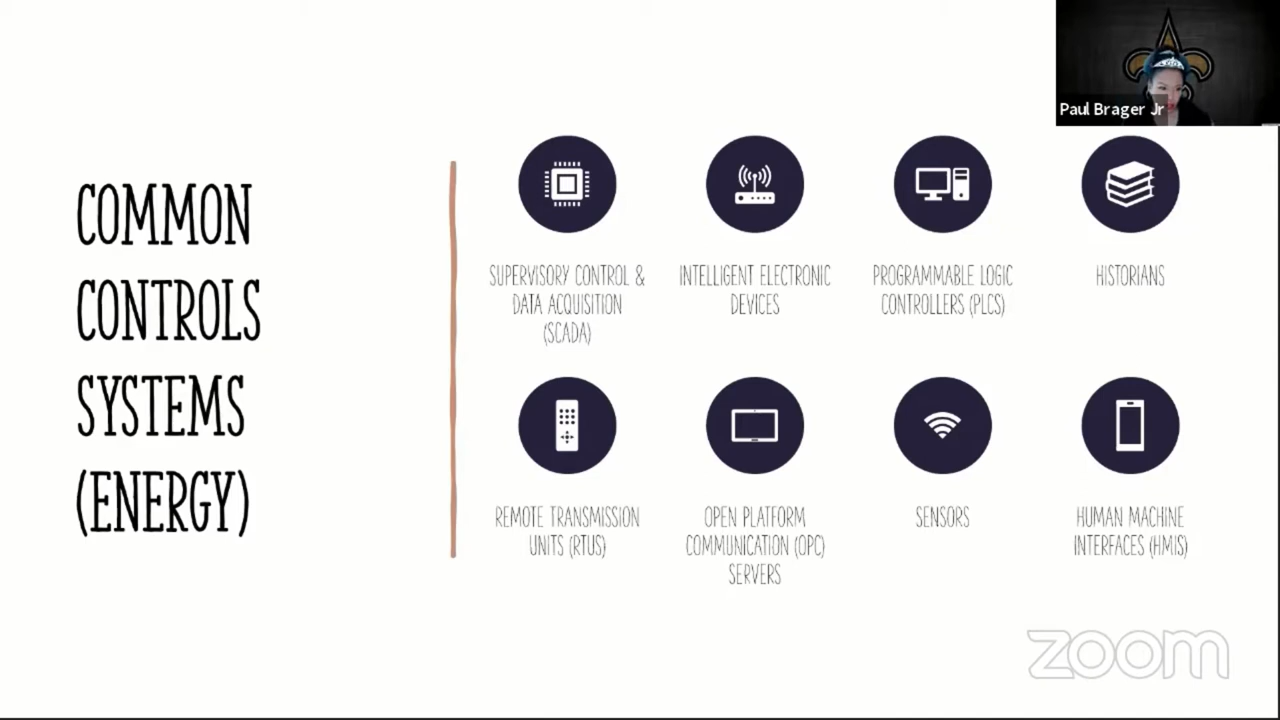 Paul Brager Jr
COMMON
CONTROLS
SYSTEMS
(ENERGY)
SUPERVISORY CONTROL &
DATA ACQUISITION
(SCADA)
INTELLIGENT ELECTRONIC
DEVICES
PROGRAMMABLE LOGIC
CONTROLLERS (PLCS)
HISTORIANS
REMOTE TRANSMISSION
UNITS (RTUS)
OPEN PLATFORM
COMMUNICATION (OPC)
SERVERS
SENSORS
HUMAN MACHINE
INTERFACES (HMIS)
zoom